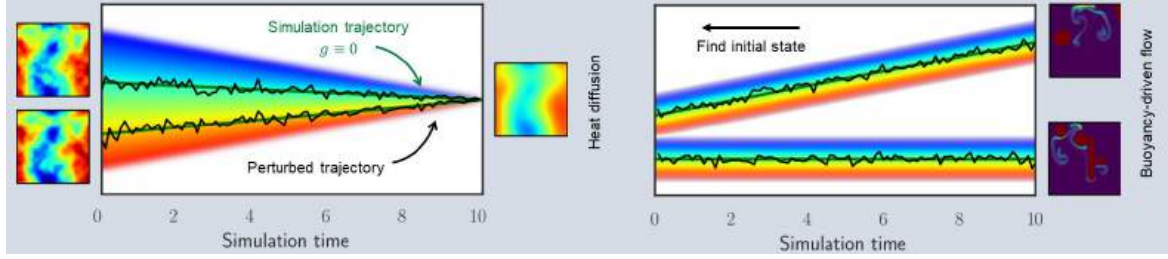 Simulation trajectory
g ≡ 0
Perturbed trajectory
0 2 4 6 8 10
Simulation time
Heat diffusion
Find initial state
0 2 4 6 8 10
Simulation time
Buoyancy-driven flow